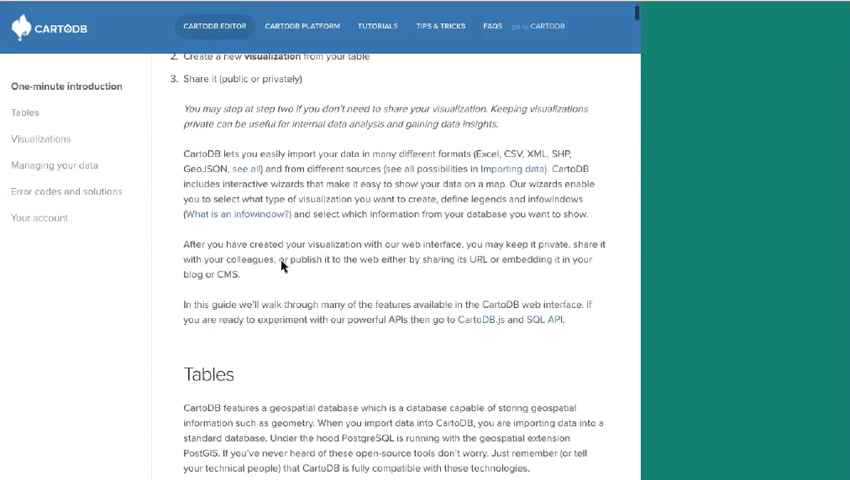 CARTODB
CARTODB EDITOR
CARTODB PLATFORM
TUTORIALS
TIPS & TRICKS
FAQS
go to CARTODB
One-minute introduction
Tables
Visualizations
Managing your data
Error codes and solutions
Your account
2. Create a new visualization from your table
3. Share it (public or privately)
You may stop at step two if you don't need to share your visualization. Keeping visualizations
private can be useful for internal data analysis and gaining data insights.
CartoDB lets you easily import your data in many different formats (Excel, CSV, XML, SHP,
GeoJSON, see all) and from different sources (see all possibilities in Importing data). CartoDB
includes interactive wizards that make it easy to show your data on a map. Our wizards enable
you to select what type of visualization you want to create, define legends and infowindows
(What is an infowindow?) and select which information from your database you want to show.
After you have created your visualization with our web interface, you may keep it private, share it
with your colleagues, or publish it to the web either by sharing its URL or embedding it in your
blog or CMS.
In this guide we'll walk through many of the features available in the CartoDB web interface. If
you are ready to experiment with our powerful APIs then go to CartoDB.js and SQL API.
Tables
CartoDB features a geospatial database which is a database capable of storing geospatial
information such as geometry. When you import data into CartoDB, you are importing data into a
standard database. Under the hood PostgreSQL is running with the geospatial extension
PostGIS. If you've never heard of these open-source tools don't worry. Just remember (or tell
your technical people) that CartoDB is fully compatible with these technologies.